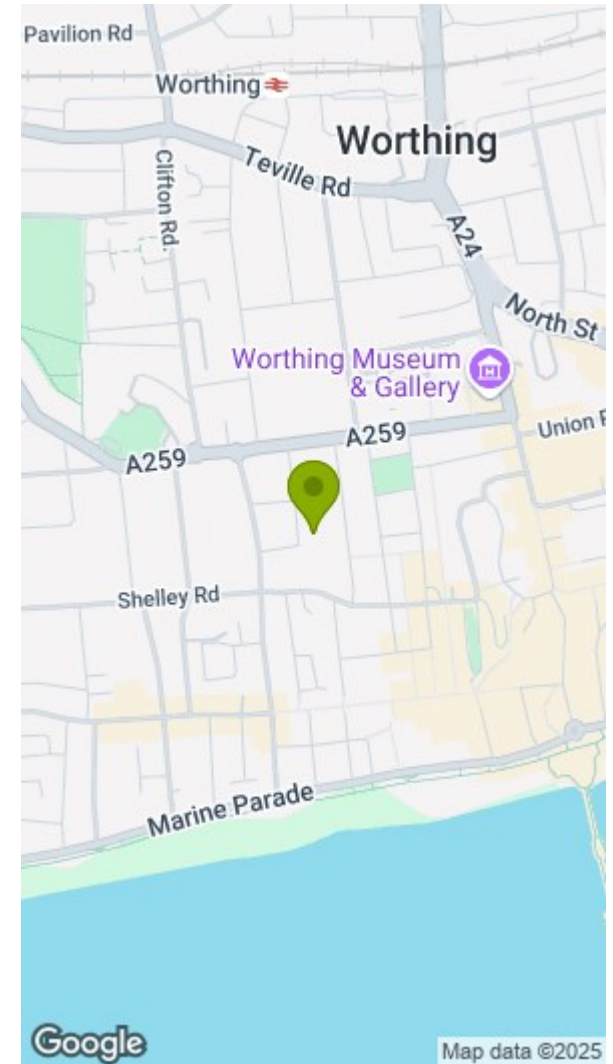 Pavilion Rd
Worthing
Worthing
Clifton Rd.
Teville Rd
A24
North St
Worthing Museum
& Gallery
A259
Union
A259
Shelley Rd
Marine Parade
Google
Map data ©2025